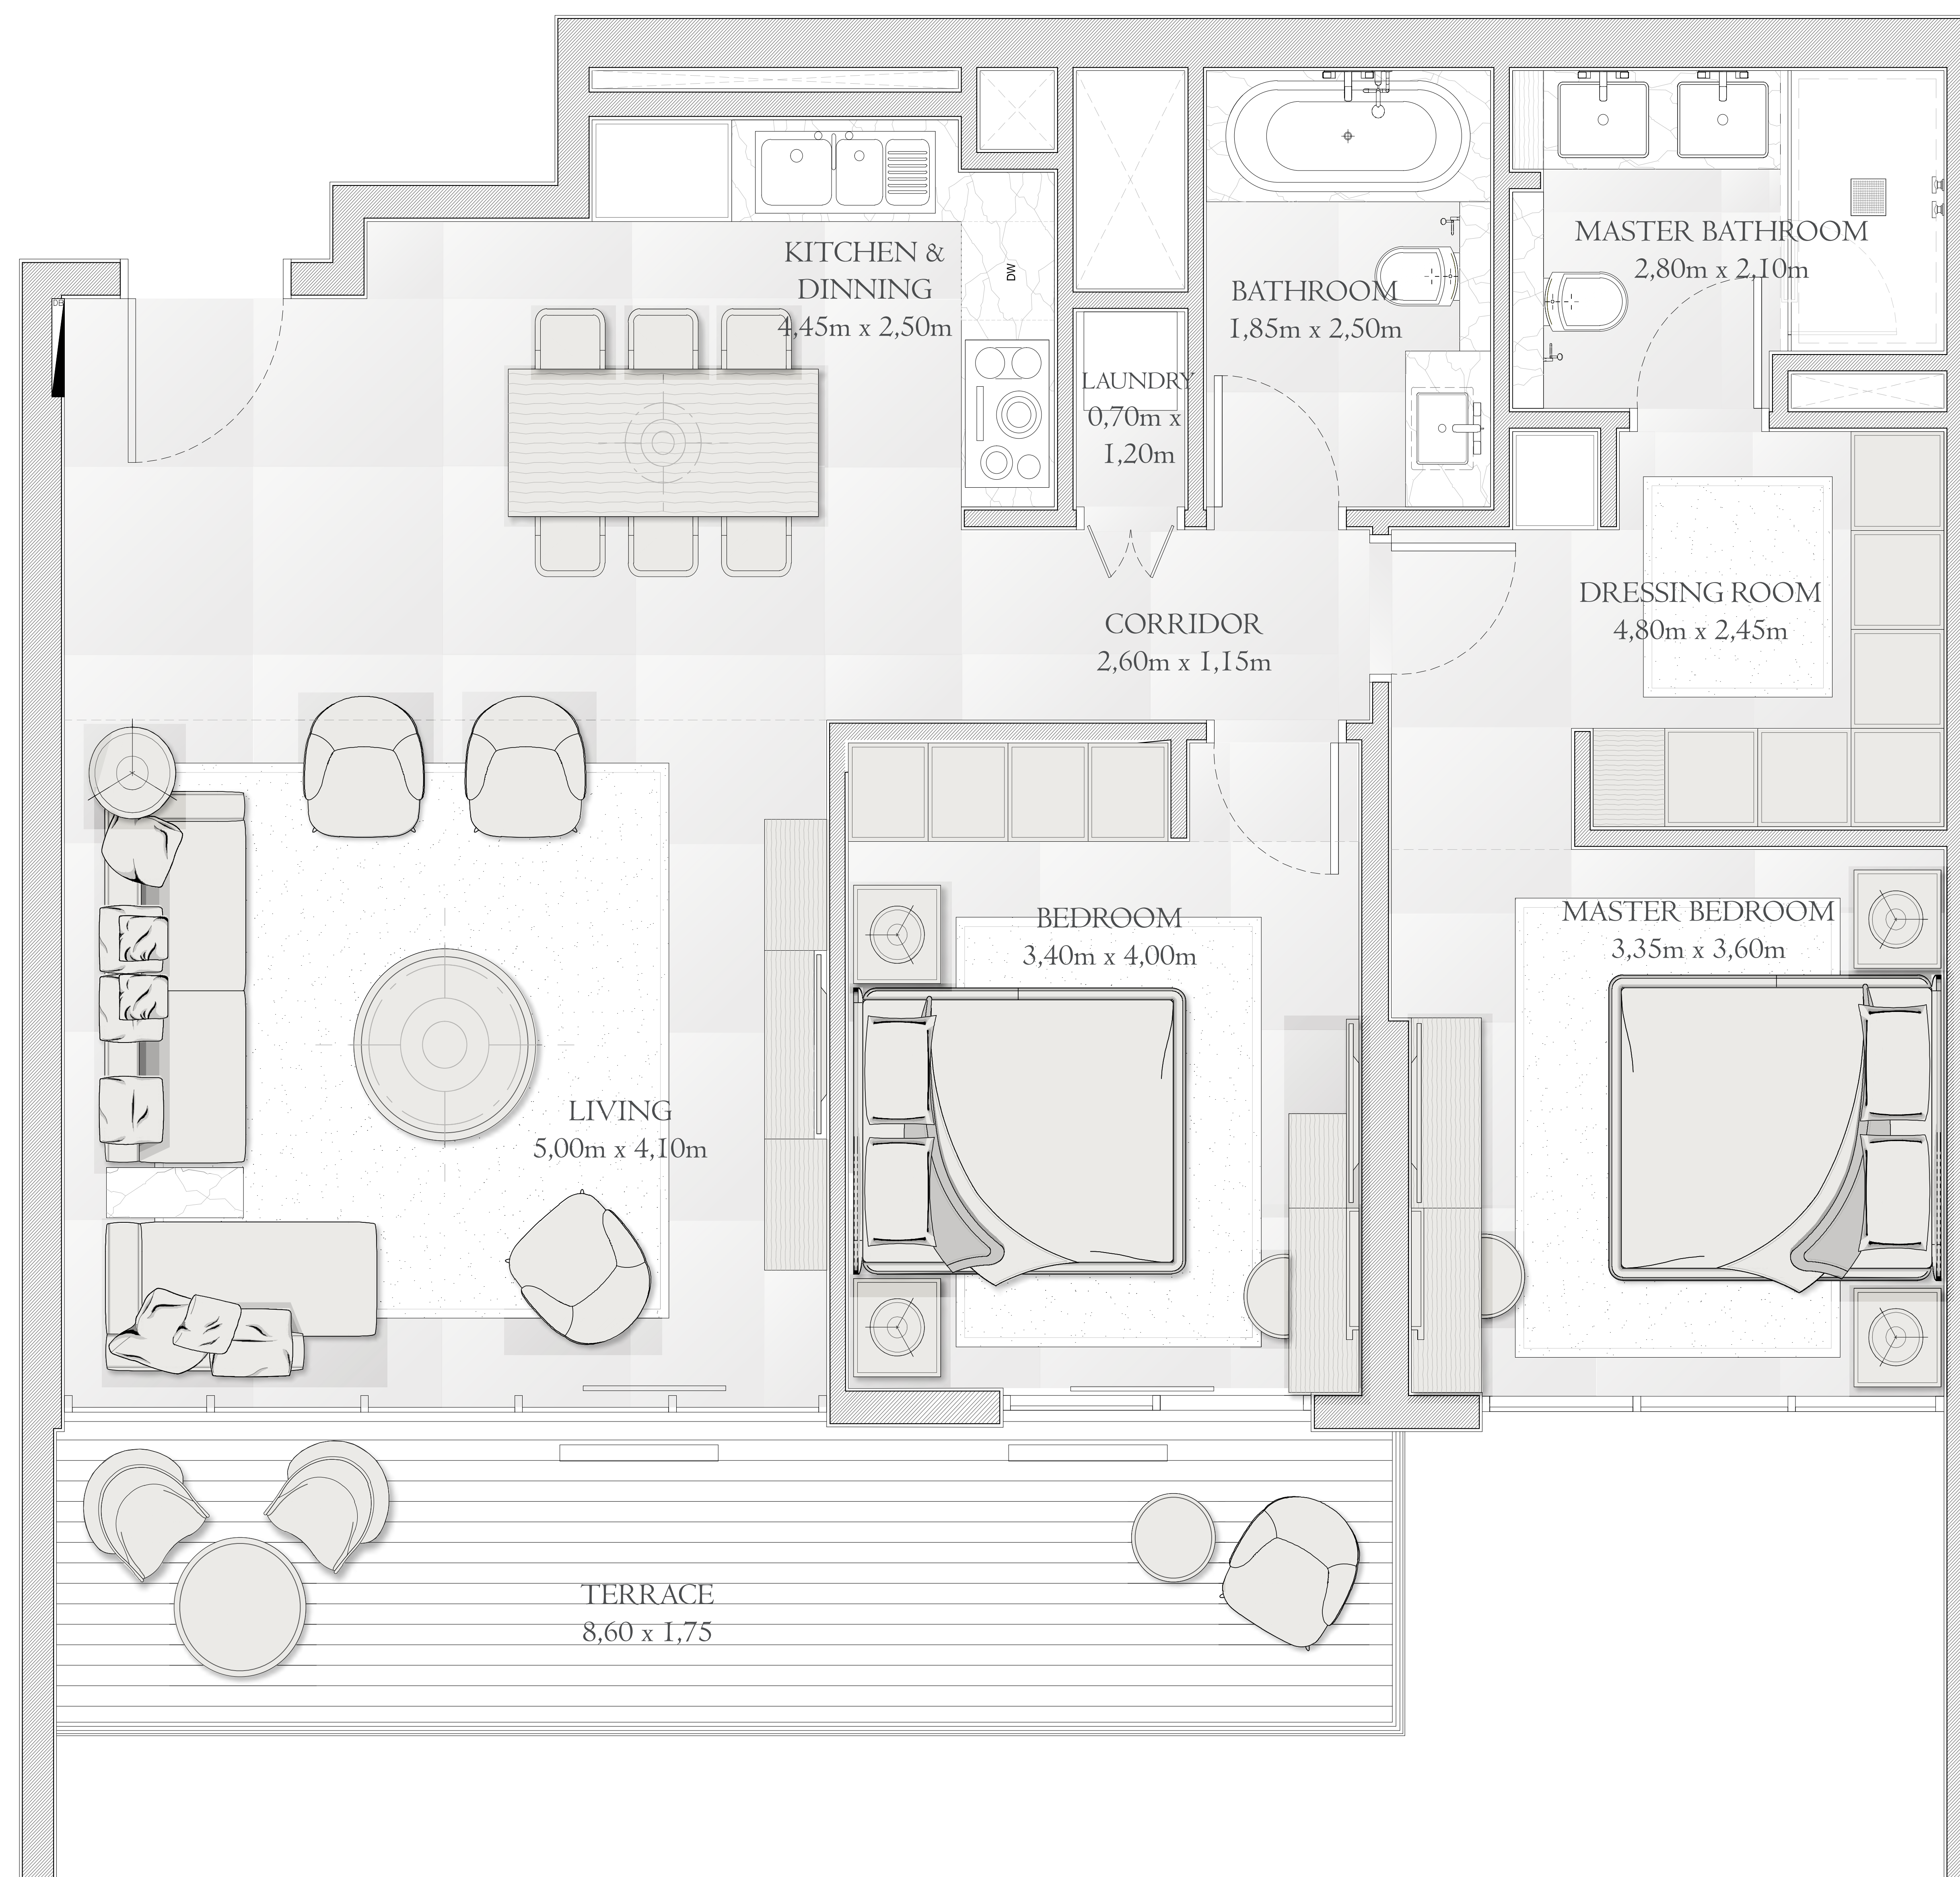 KITCHEN &
DINNING
4,45m x 2,50m
DW
LAUNDRY
0,70m x
1,20m
BATHROOM
1,85m x 2,50m
MASTER BATHROOM
2,80m x 2,10m
DB
CORRIDOR
2,60m x 1,15m
DRESSING ROOM
4,80m x 2,45m
BEDROOM
3,40m x 4,00m
MASTER BEDROOM
3,35m x 3,60m
LIVING
5,00m x 4,10m
TERRACE
8,60 x 1,75